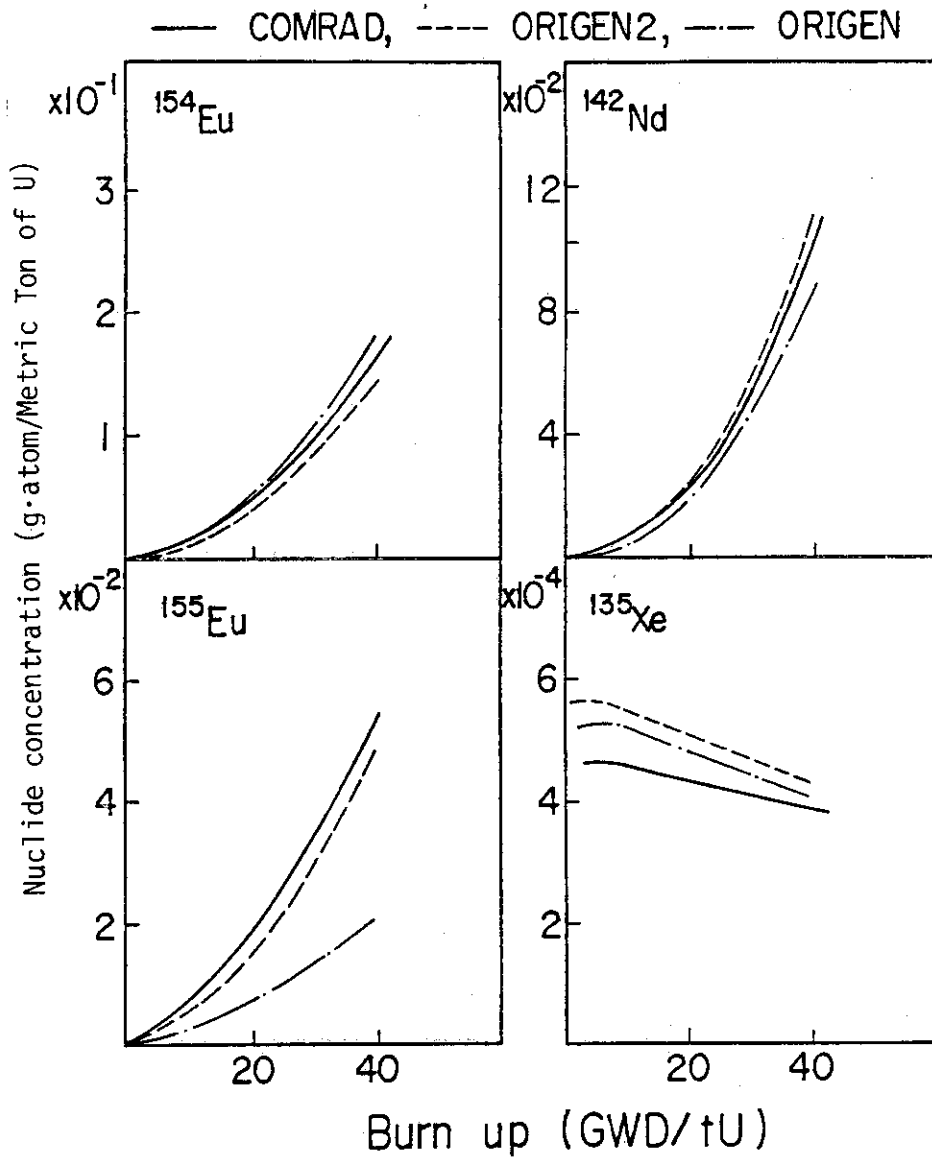 COMRAD, ORIGEN2, ORIGEN
Nuclide concentration (g·atom/Metric Ton of U)
x10⁻¹
¹⁵⁴Eu
3
2
1
x10⁻²
¹⁴²Nd
12
8
4
x10⁻²
¹⁵⁵Eu
6
4
2
20 40
x10⁻⁴
¹³⁵Xe
6
4
2
20 40
Burn up (GWD/tU)